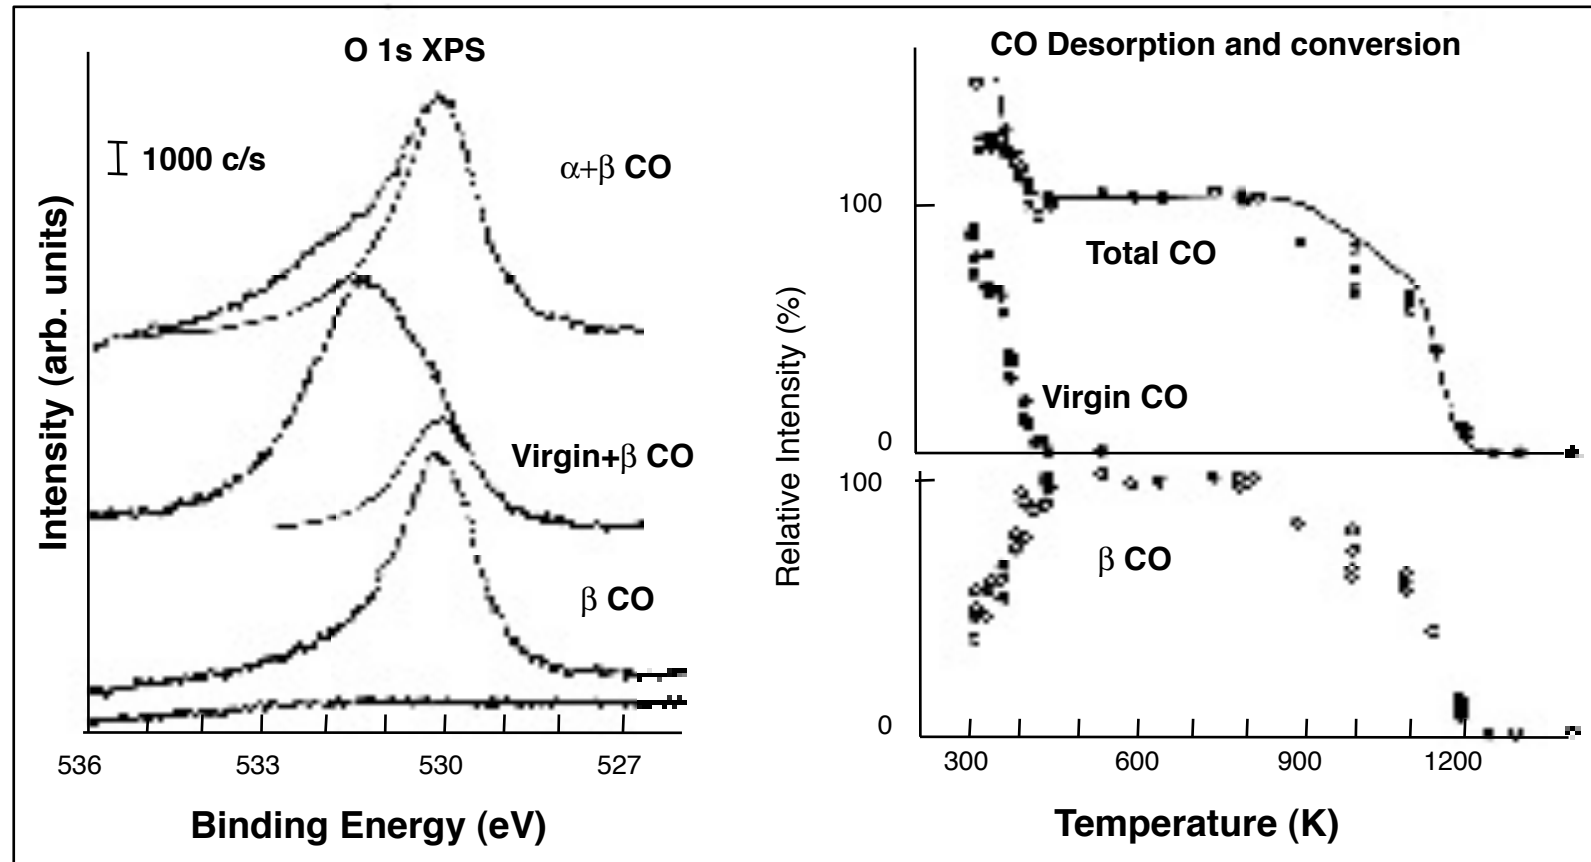 O 1s XPS
1000 c/s
α+β CO
Virgin+β CO
β CO
Intensity (arb. units)
536 533 530 527
Binding Energy (eV)
CO Desorption and conversion
100
Total CO
Virgin CO
0
100
β CO
0
Relative Intensity (%)
300 600 900 1200
Temperature (K)